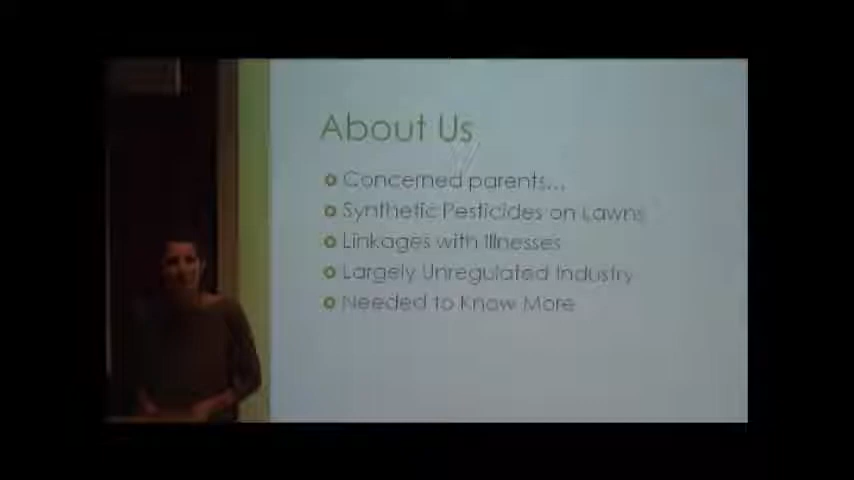 About Us
Concerned parents...
Synthetic Pesticides on Lawns
Linkages with Illnesses
Largely Unregulated Industry
Needed to Know More